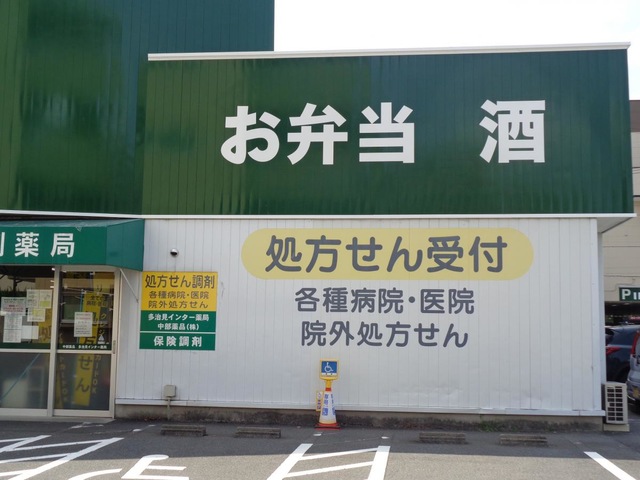 お弁当 酒
処方せん受付
各種病院・医院
院外処方せん
剤薬局
処方せん調剤
各種病院・医院
院外処方せん
多治見インター薬局
中部薬品(株)
保険調剤